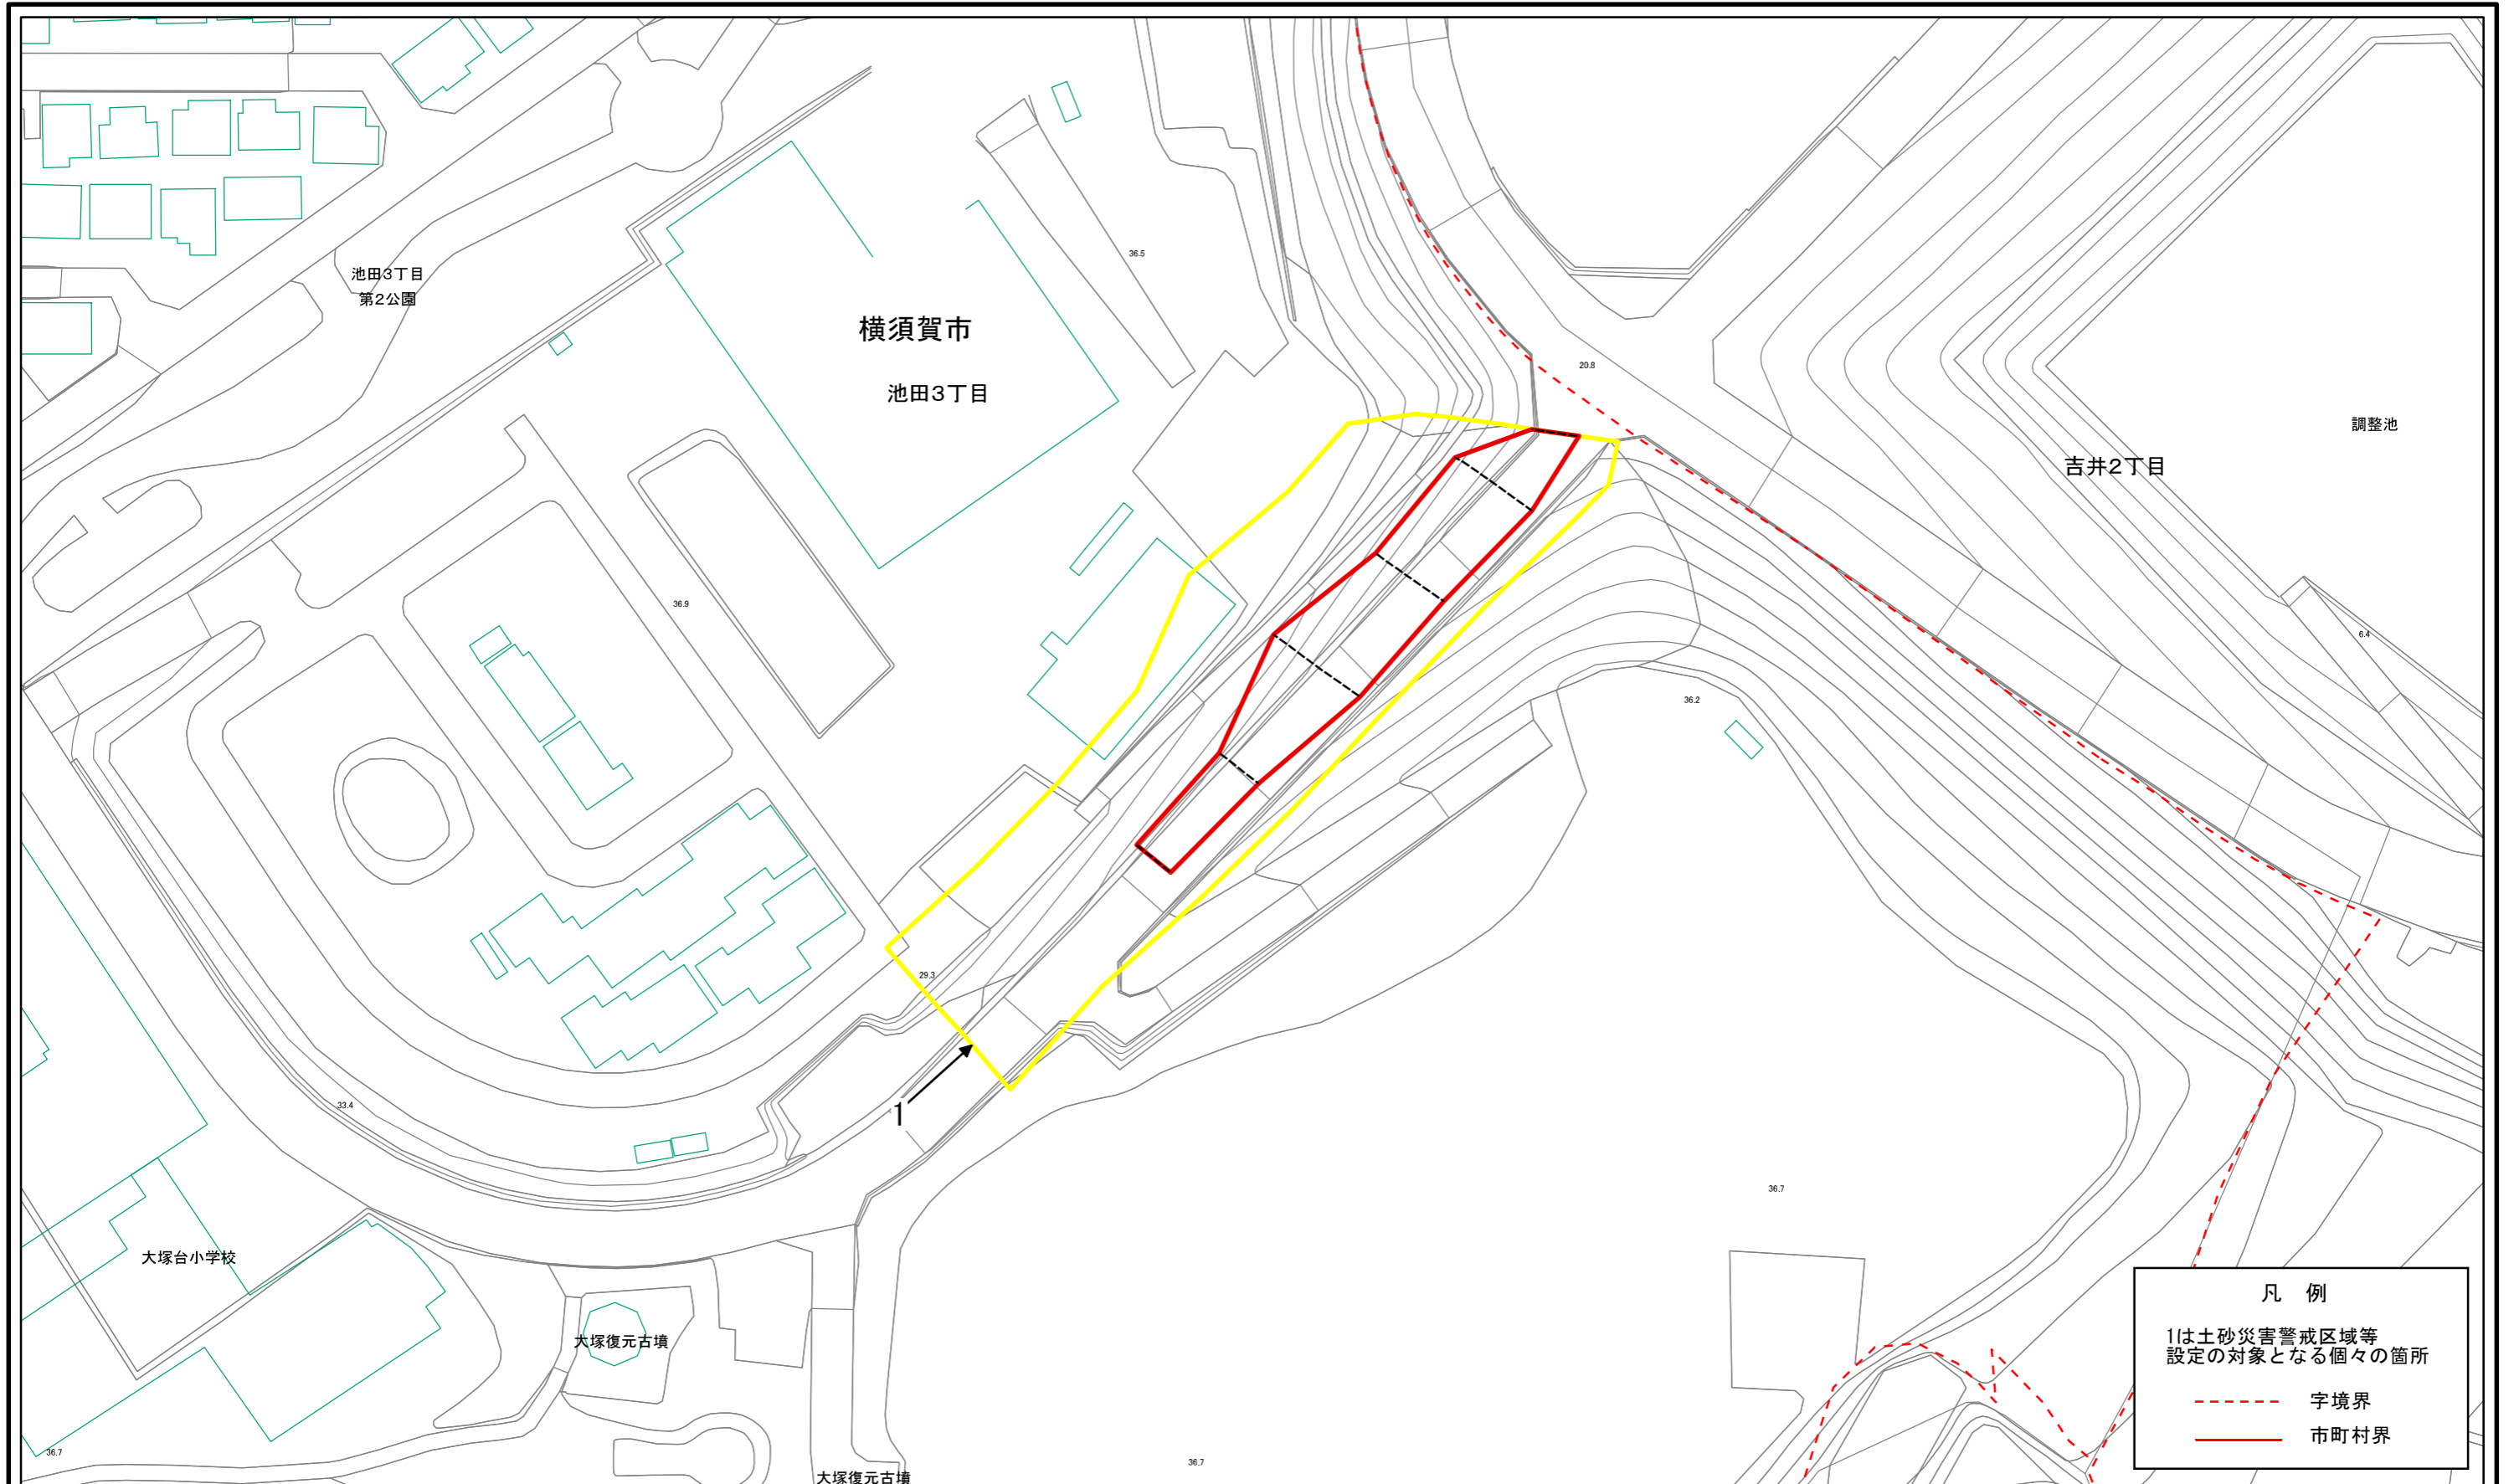 池田3丁目
第2公園
36.5
横須賀市
池田3丁目
20.8
調整池
吉井2丁目
36.9
6.4
36.2
29.3
1
33.4
36.7
大塚台小学校
大塚復元古墳
36.7
36.7
大塚復元古墳
凡 例
1は土砂災害警戒区域等
設定の対象となる個々の箇所
字境界
市町村界